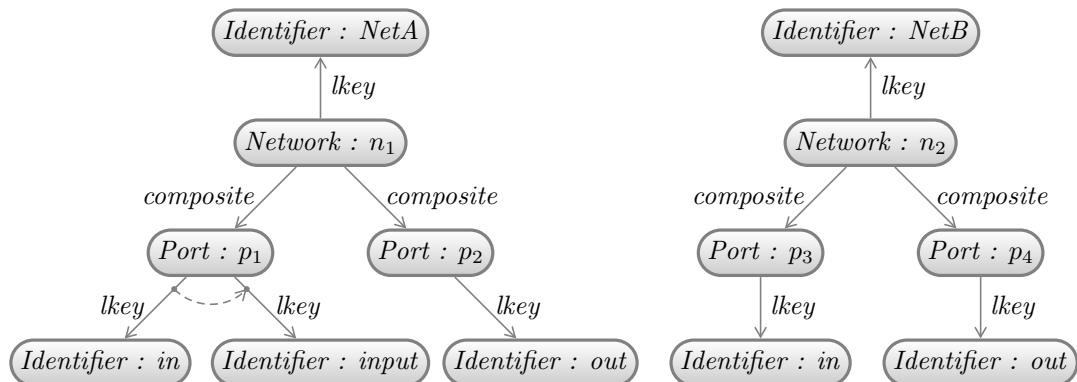 Identifier : NetA
Identifier : NetB
lkey
lkey
Network : n₁
Network : n₂
composite
composite
composite
composite
Port : p₁
Port : p₂
Port : p₃
Port : p₄
lkey
lkey
lkey
lkey
lkey
Identifier : in
Identifier : input
Identifier : out
Identifier : in
Identifier : out